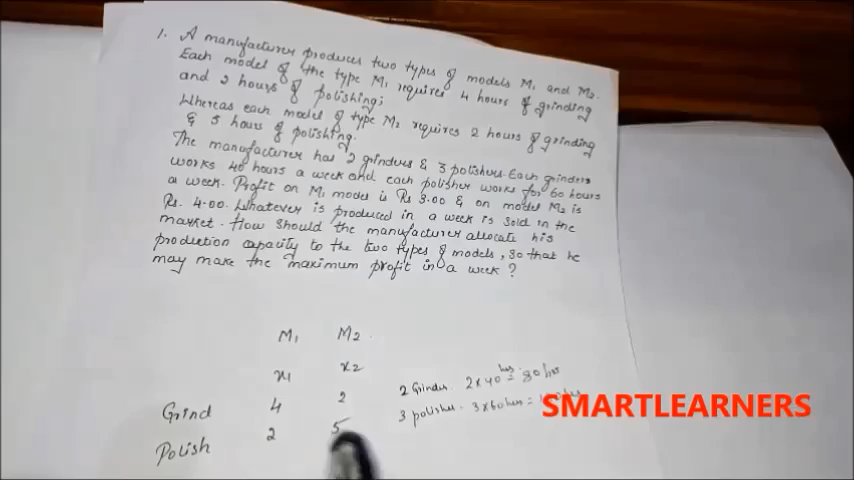 1. A manufacturer produces two types of models M1 and M2.
Each model of the type M1 requires 4 hours of grinding
and 2 hours of polishing;
Whereas each model of type M2 requires 2 hours of grinding
& 5 hours of polishing.
The manufacturer has 2 grinders & 3 polishers. Each grinders
works 40 hours a week and each polisher works for 60 hours
a week. Profit on M1 model is Rs 3.00 & on model M2 is
Rs. 4.00. Whatever is produced in a week is sold in the
market. How should the manufacturer allocate his
production capacity to the two types of models, so that he
may make the maximum profit in a week?
M1 M2
x1 x2
2 Grinder. 2x40 hrs = 80 hrs
Grind 4 2
3 polisher. 3x60 hrs =
SMARTLEARNERS
Polish 2 5